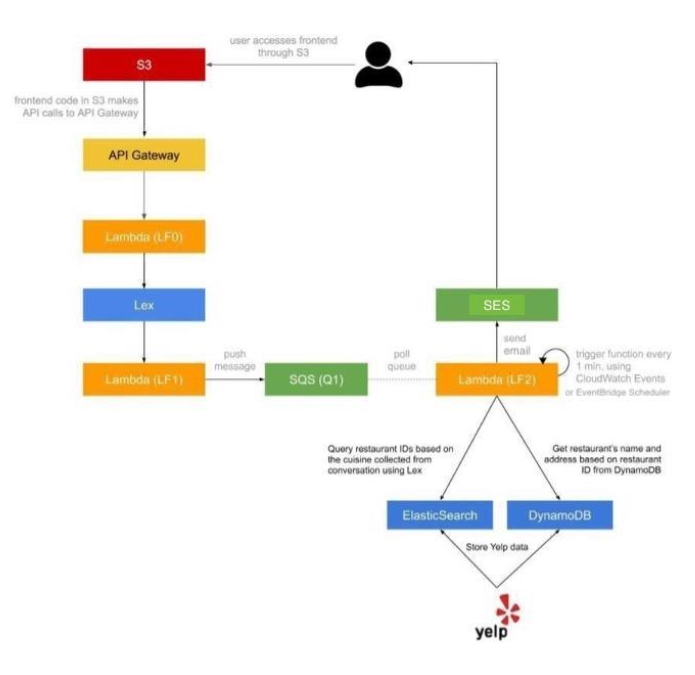 user accesses frontend
through S3
S3
frontend code in S3 makes
API calls to API Gateway
API Gateway
Lambda (LF0)
Lex
Lambda (LF1)
push
message
SQS (Q1)
poll
queue
Lambda (LF2)
SES
send
email
trigger function every
1 min. using
CloudWatch Events
or EventBridge Scheduler
Query restaurant IDs based on
the cuisine collected from
conversation using Lex
Get restaurant's name and
address based on restaurant
ID from DynamoDB
ElasticSearch
DynamoDB
Store Yelp data
yelp